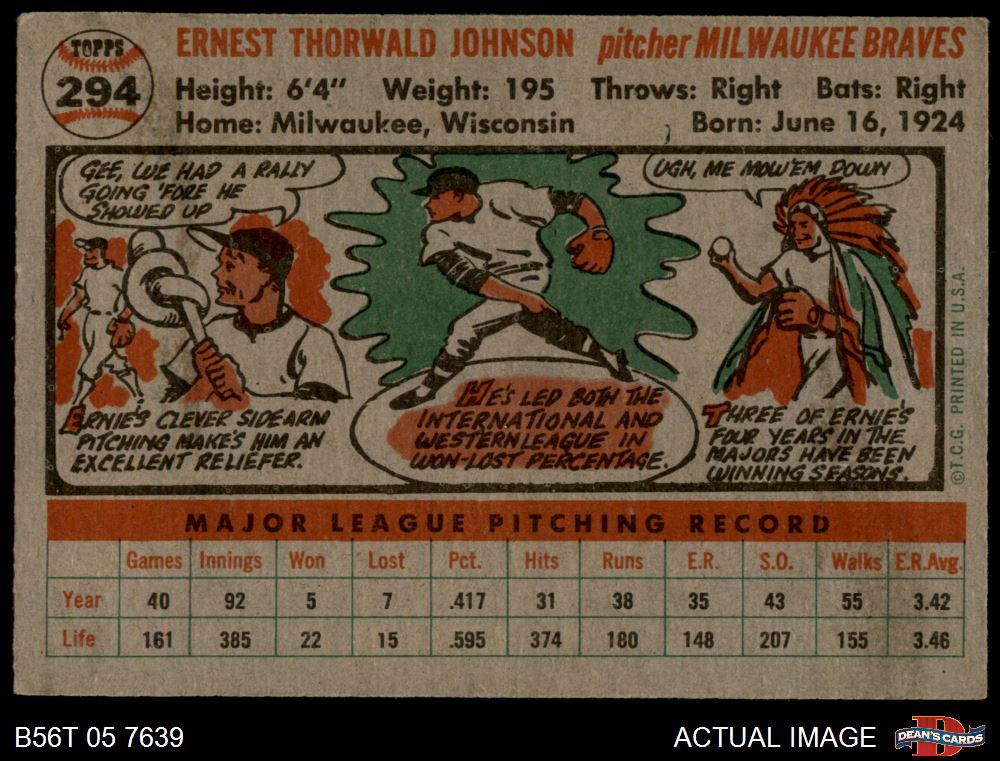 TOPPS
294
ERNEST THORWALD JOHNSON pitcher MILWAUKEE BRAVES
Height: 6'4" Weight: 195 Throws: Right Bats: Right
Home: Milwaukee, Wisconsin Born: June 16, 1924
GEE, WE HAD A RALLY
GOING 'FORE HE
SHOWED UP
UGH, ME MOW'EM DOWN
ERNIE'S CLEVER SIDEARM
PITCHING MAKE'S HIM AN
EXCELLENT RELIEFER.
HE'S LED BOTH THE
INTERNATIONAL AND
WESTERN LEAGUE IN
WON-LOST PERCENTAGE.
THREE OF ERNIE'S
FOUR YEARS IN THE
MAJORS HAVE BEEN
WINNING SEASONS.
©T.C.G. PRINTED IN U.S.A.
MAJOR LEAGUE PITCHING RECORD
Games Innings Won Lost Pct. Hits Runs E.R. S.O. Walks E.R.Avg.
Year 40 92 5 7 .417 31 38 35 43 55 3.42
Life 161 385 22 15 .595 374 180 148 207 155 3.46
B56T 05 7639
ACTUAL IMAGE
D
DEAN'S CARDS